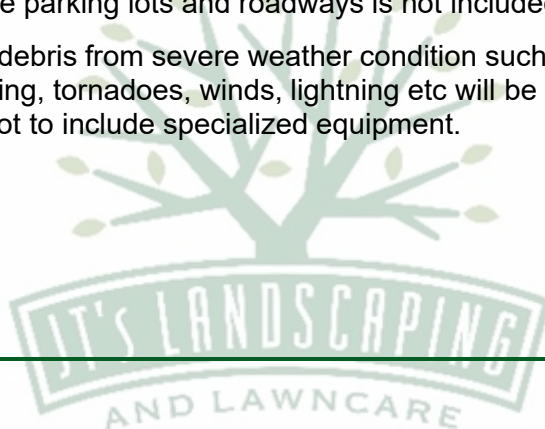 e parking lots and roadways is not included
debris from severe weather condition such
ing, tornadoes, winds, lightning etc will be
ot to include specialized equipment.
JT's LANDSCAPING
AND LAWNCARE